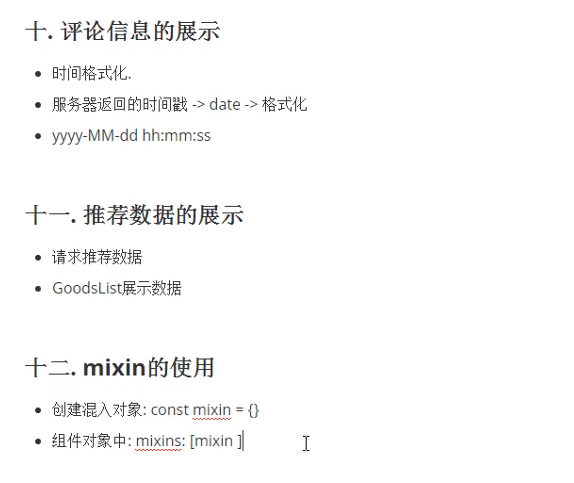 十. 评论信息的展示
时间格式化.
服务器返回的时间戳 -> date -> 格式化
yyyy-MM-dd hh:mm:ss
十一. 推荐数据的展示
请求推荐数据
GoodsList展示数据
十二. mixin的使用
创建混入对象: const mixin = {}
组件对象中: mixins: [mixin ]